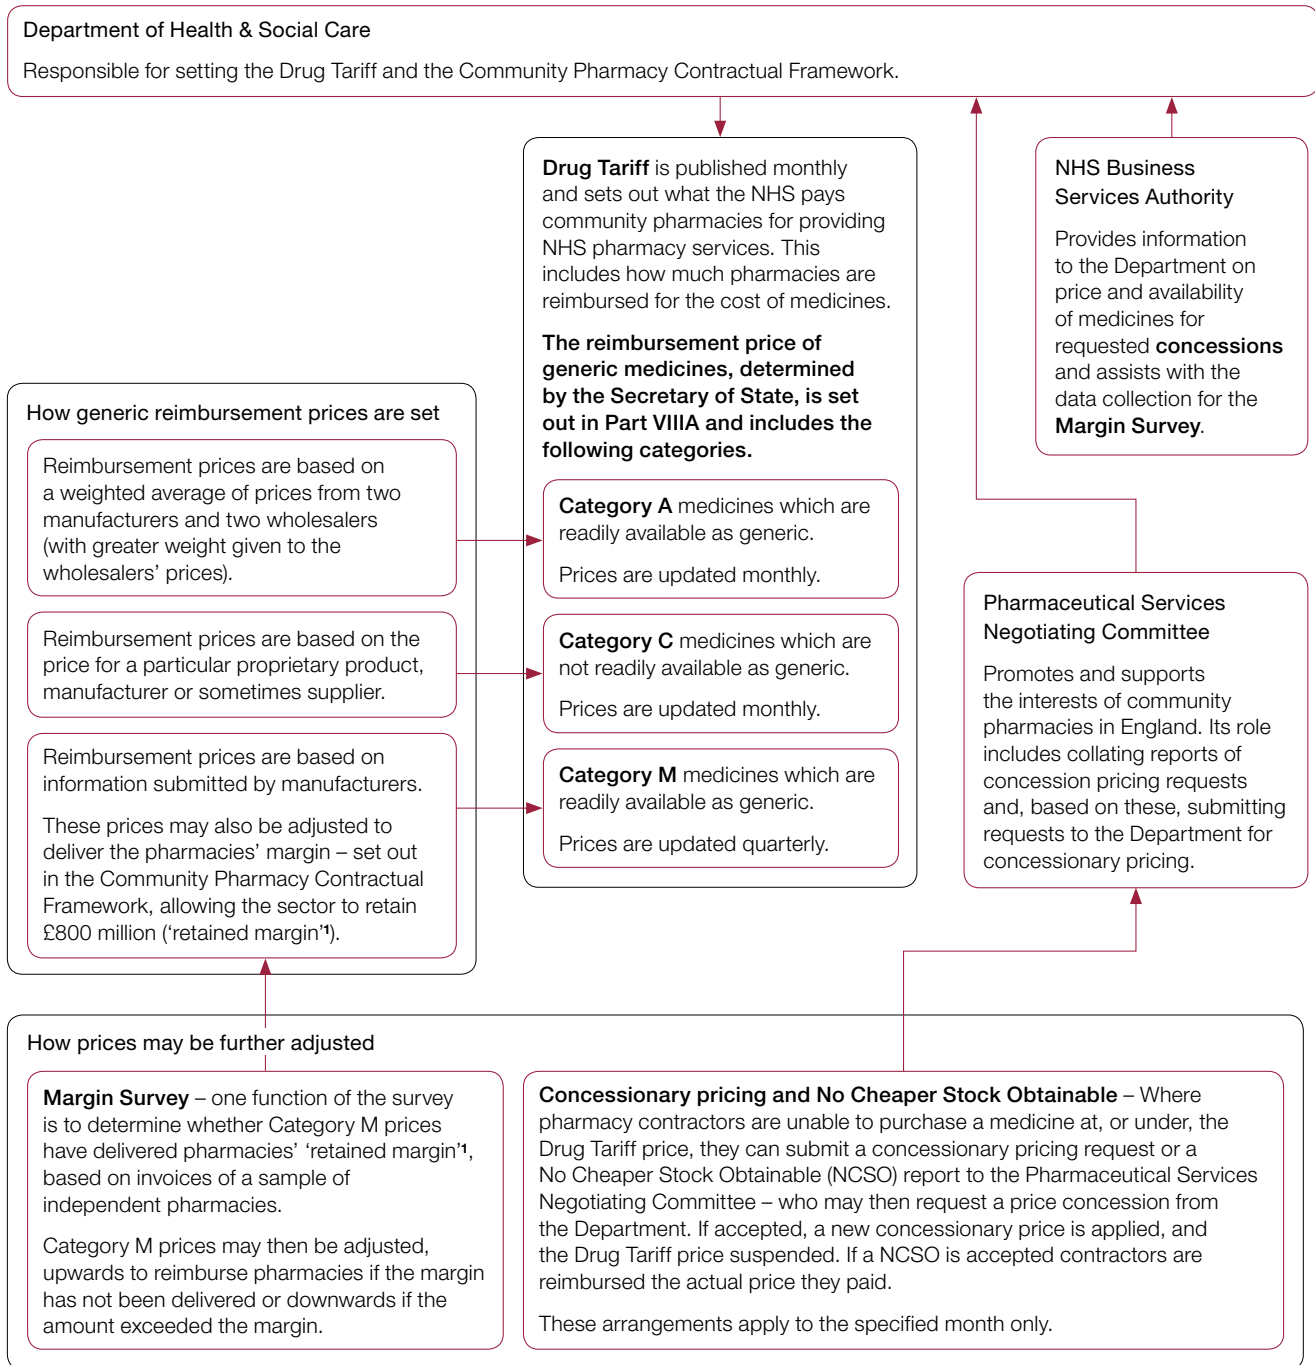 Department of Health & Social Care
Responsible for setting the Drug Tariff and the Community Pharmacy Contractual Framework.
Drug Tariff is published monthly
and sets out what the NHS pays
community pharmacies for providing
NHS pharmacy services. This
includes how much pharmacies are
reimbursed for the cost of medicines.
The reimbursement price of
generic medicines, determined
by the Secretary of State, is set
out in Part VIIIA and includes the
following categories.
NHS Business
Services Authority
Provides information
to the Department on
price and availability
of medicines for
requested concessions
and assists with the
data collection for the
Margin Survey.
How generic reimbursement prices are set
Reimbursement prices are based on
a weighted average of prices from two
manufacturers and two wholesalers
(with greater weight given to the
wholesalers’ prices).
Category A medicines which are
readily available as generic.
Prices are updated monthly.
Reimbursement prices are based on the
price for a particular proprietary product,
manufacturer or sometimes supplier.
Category C medicines which are
not readily available as generic.
Prices are updated monthly.
Reimbursement prices are based on
information submitted by manufacturers.
These prices may also be adjusted to
deliver the pharmacies’ margin – set out
in the Community Pharmacy Contractual
Framework, allowing the sector to retain
£800 million (‘retained margin’¹).
Category M medicines which are
readily available as generic.
Prices are updated quarterly.
Pharmaceutical Services
Negotiating Committee
Promotes and supports
the interests of community
pharmacies in England. Its role
includes collating reports of
concession pricing requests
and, based on these, submitting
requests to the Department for
concessionary pricing.
How prices may be further adjusted
Margin Survey – one function of the survey
is to determine whether Category M prices
have delivered pharmacies’ ‘retained margin’¹,
based on invoices of a sample of
independent pharmacies.
Category M prices may then be adjusted,
upwards to reimburse pharmacies if the margin
has not been delivered or downwards if the
amount exceeded the margin.
Concessionary pricing and No Cheaper Stock Obtainable – Where
pharmacy contractors are unable to purchase a medicine at, or under, the
Drug Tariff price, they can submit a concessionary pricing request or a
No Cheaper Stock Obtainable (NCSO) report to the Pharmaceutical Services
Negotiating Committee – who may then request a price concession from
the Department. If accepted, a new concessionary price is applied, and
the Drug Tariff price suspended. If a NCSO is accepted contractors are
reimbursed the actual price they paid.
These arrangements apply to the specified month only.